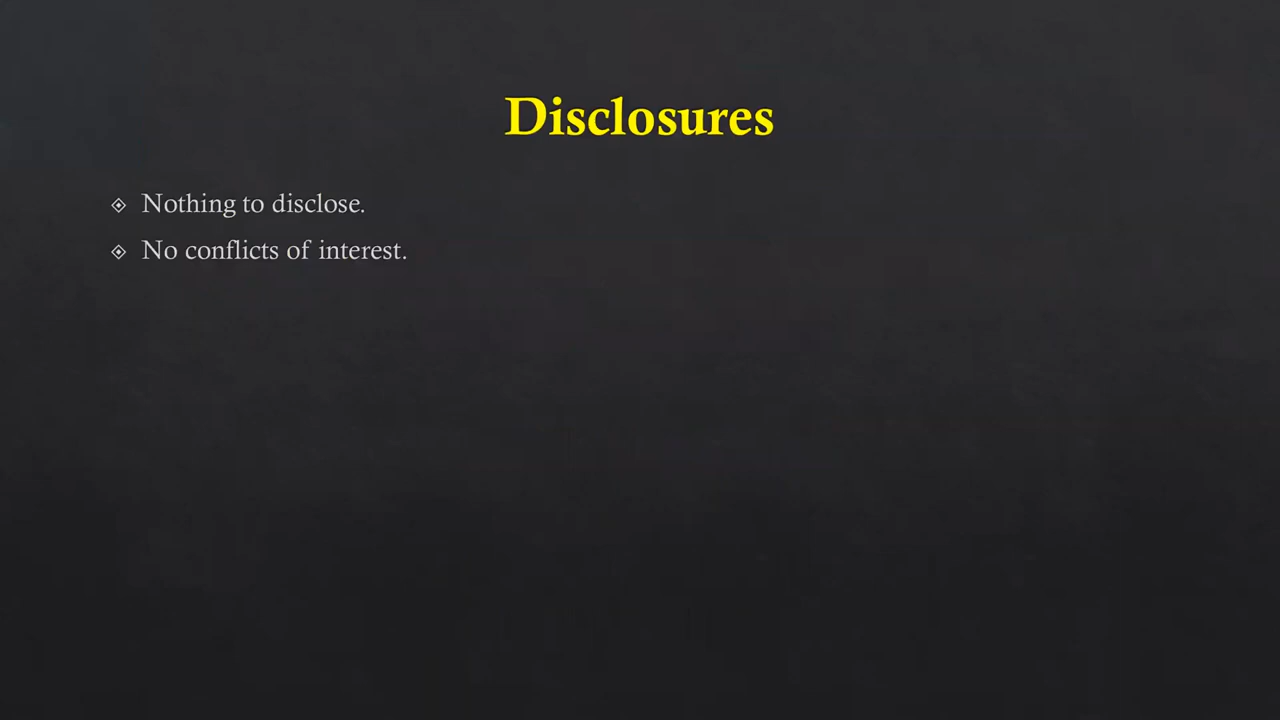 Disclosures
Nothing to disclose.
No conflicts of interest.